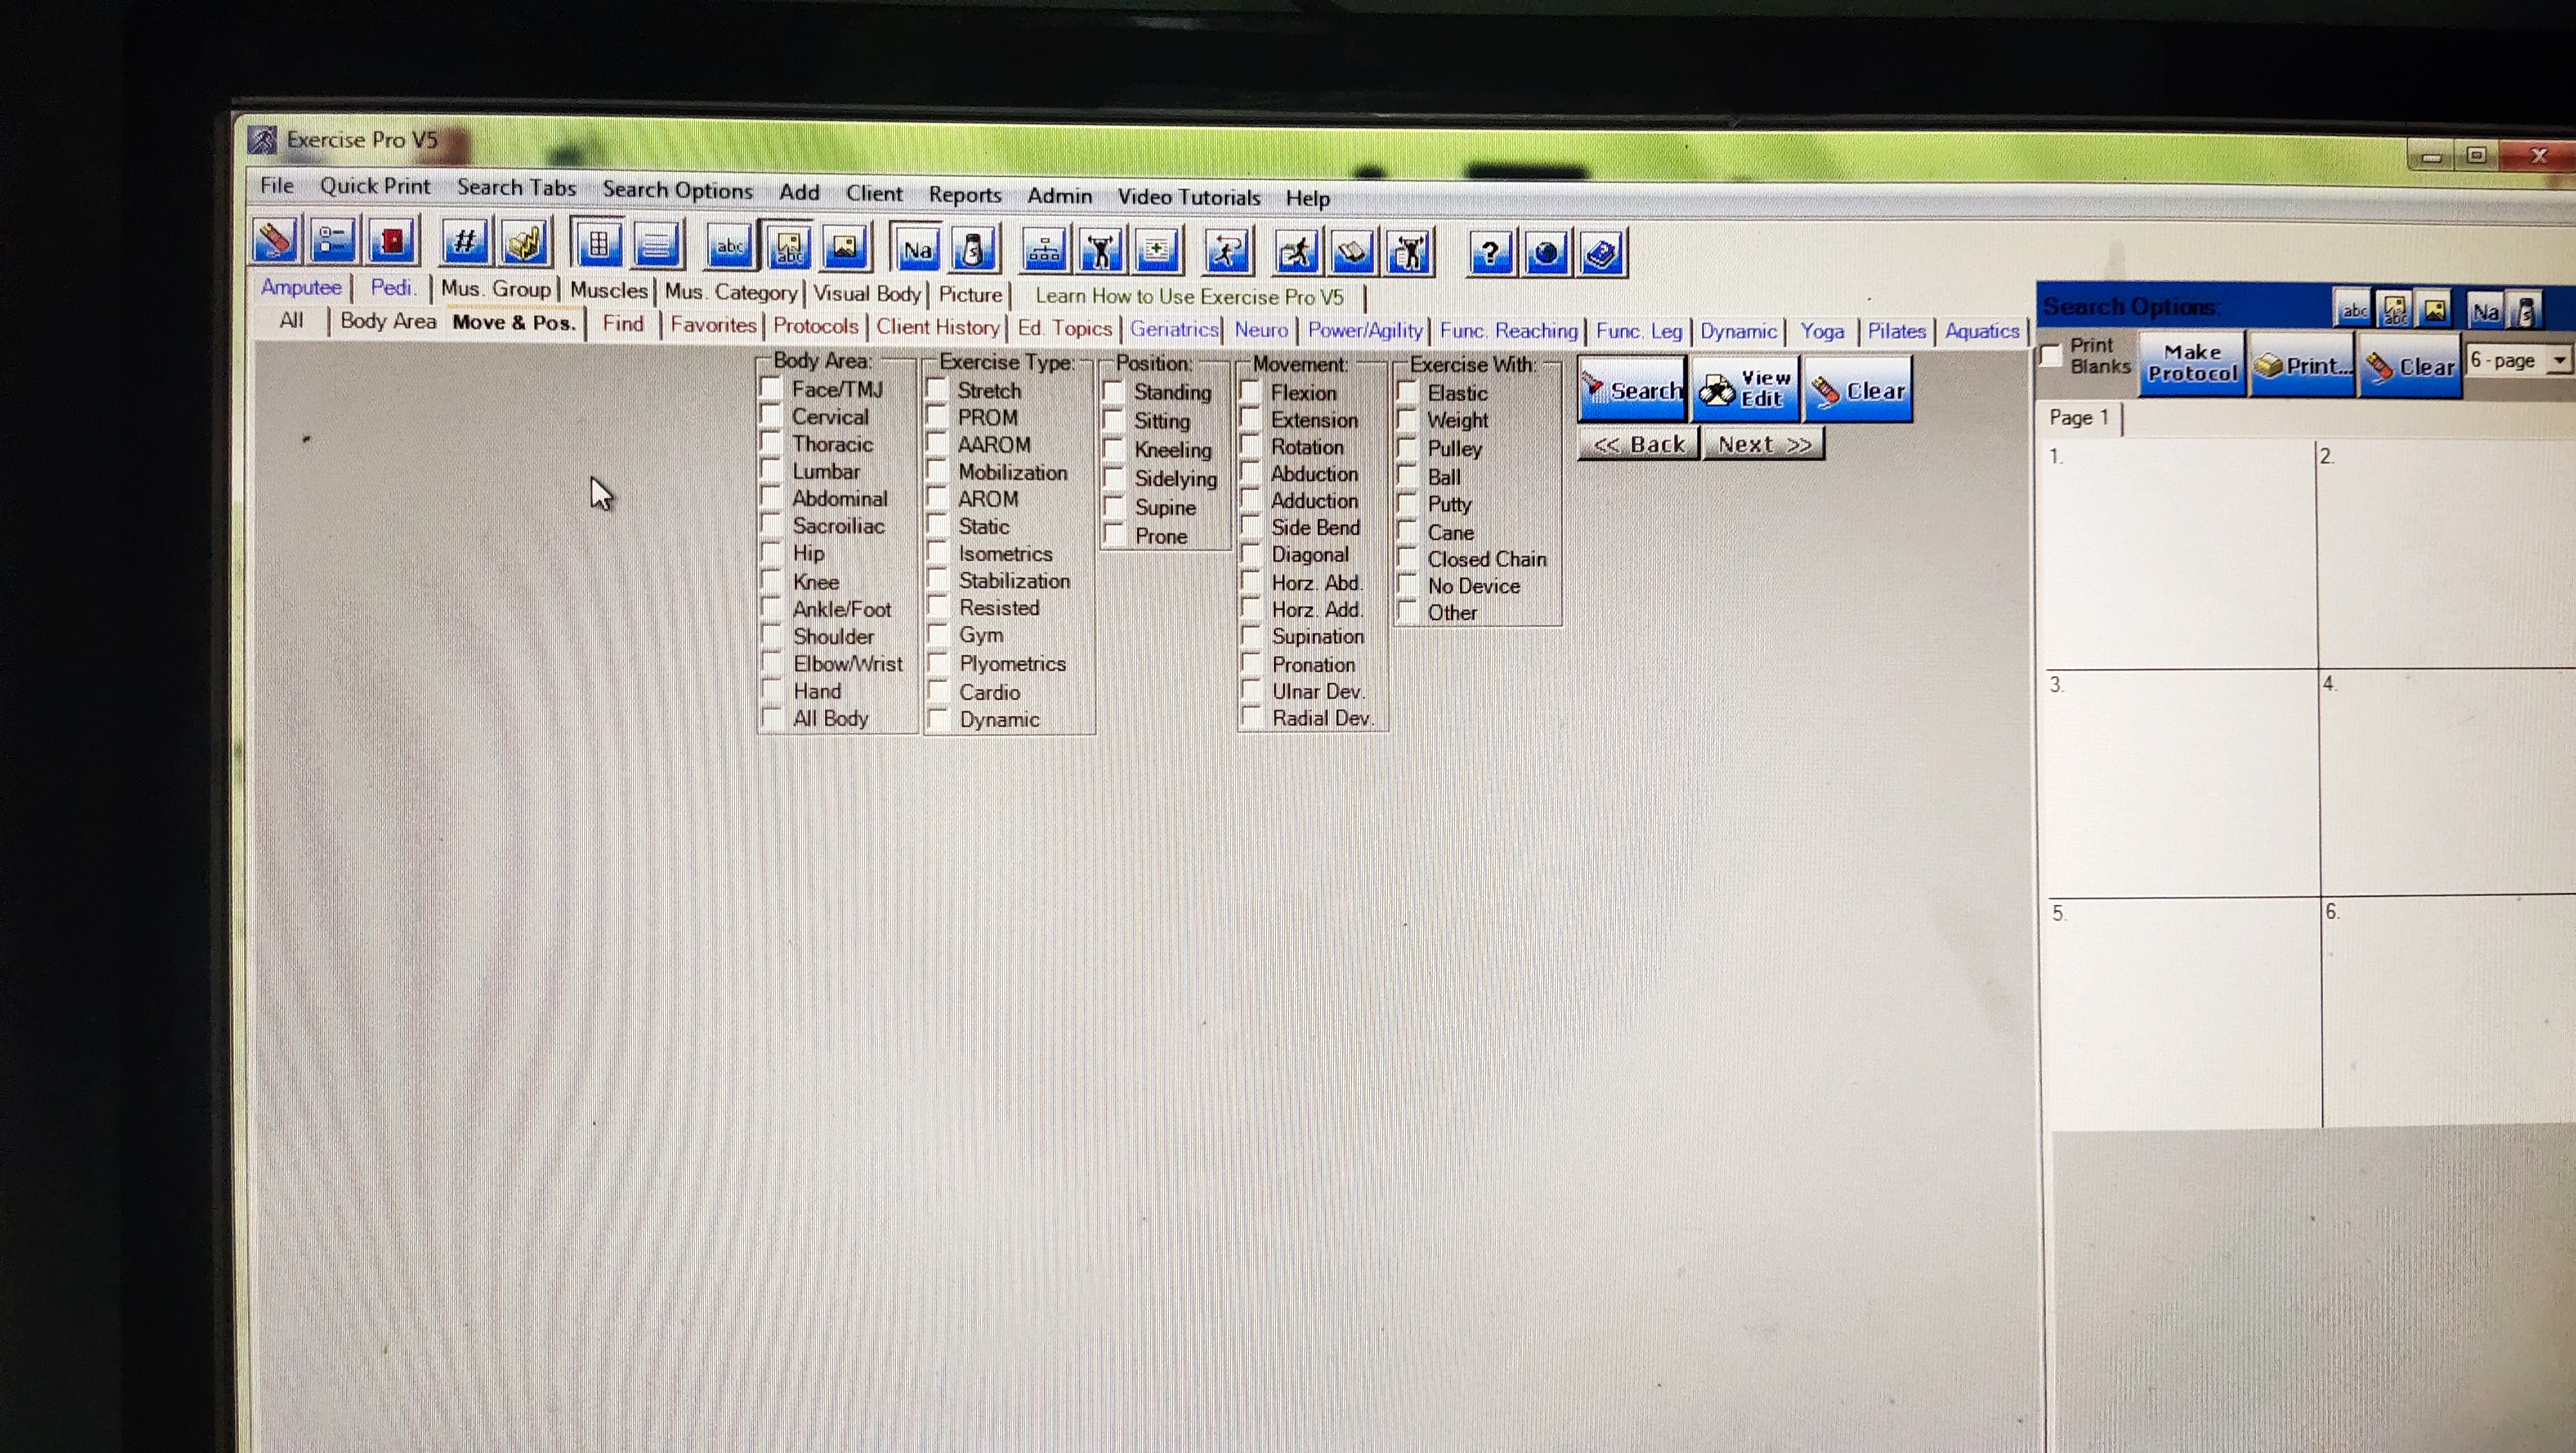 Exercise Pro V5
File Quick Print Search Tabs Search Options Add Client Reports Admin Video Tutorials Help
# abc abc Na ?
Amputee Pedi. Mus. Group Muscles Mus. Category Visual Body Picture Learn How to Use Exercise Pro V5
All Body Area Move & Pos. Find Favorites Protocols Client History Ed. Topics Geriatrics Neuro Power/Agility Func. Reaching Func. Leg Dynamic Yoga Pilates Aquatics
Body Area:
Face/TMJ
Cervical
Thoracic
Lumbar
Abdominal
Sacroiliac
Hip
Knee
Ankle/Foot
Shoulder
Elbow/Wrist
Hand
All Body
Exercise Type:
Stretch
PROM
AAROM
Mobilization
AROM
Static
Isometrics
Stabilization
Resisted
Gym
Plyometrics
Cardio
Dynamic
Position:
Standing
Sitting
Kneeling
Sidelying
Supine
Prone
Movement:
Flexion
Extension
Rotation
Abduction
Adduction
Side Bend
Diagonal
Horz. Abd.
Horz. Add.
Supination
Pronation
Ulnar Dev.
Radial Dev.
Exercise With:
Elastic
Weight
Pulley
Ball
Putty
Cane
Closed Chain
No Device
Other
Search
View
Edit
Clear
<< Back Next >>
Search Options:
abc abc Na
Print
Blanks
Make
Protocol
Print...
Clear
6 - page
Page 1
1. 2.
3. 4.
5. 6.